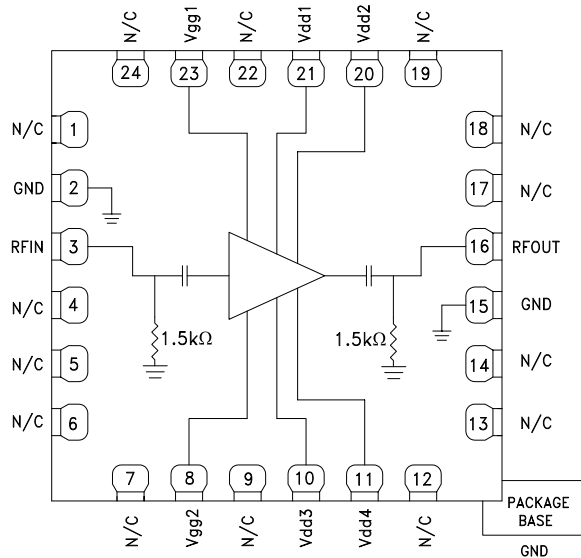 N/C
Vgg1
N/C
Vdd1
Vdd2
N/C
24
23
22
21
20
19
N/C 1
18 N/C
GND 2
17 N/C
RFIN 3
16 RFOUT
N/C 4
15 GND
1.5kΩ
1.5kΩ
N/C 5
14 N/C
N/C 6
13 N/C
7
8
9
10
11
12
N/C
Vgg2
N/C
Vdd3
Vdd4
N/C
PACKAGE
BASE
GND